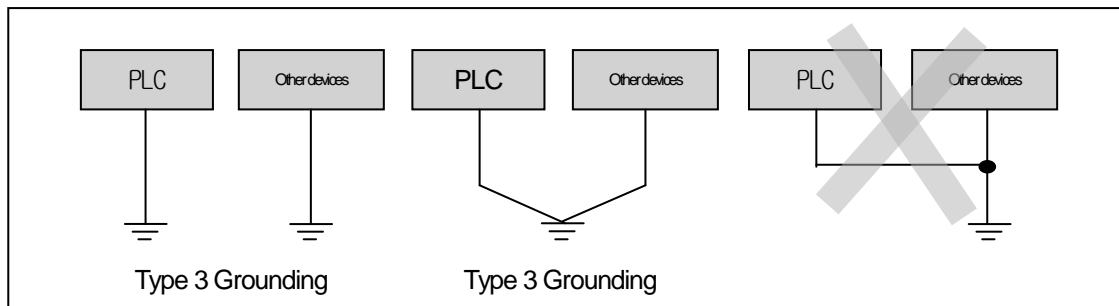 PLC Other devices PLC Other devices PLC Other devices
Type 3 Grounding Type 3 Grounding